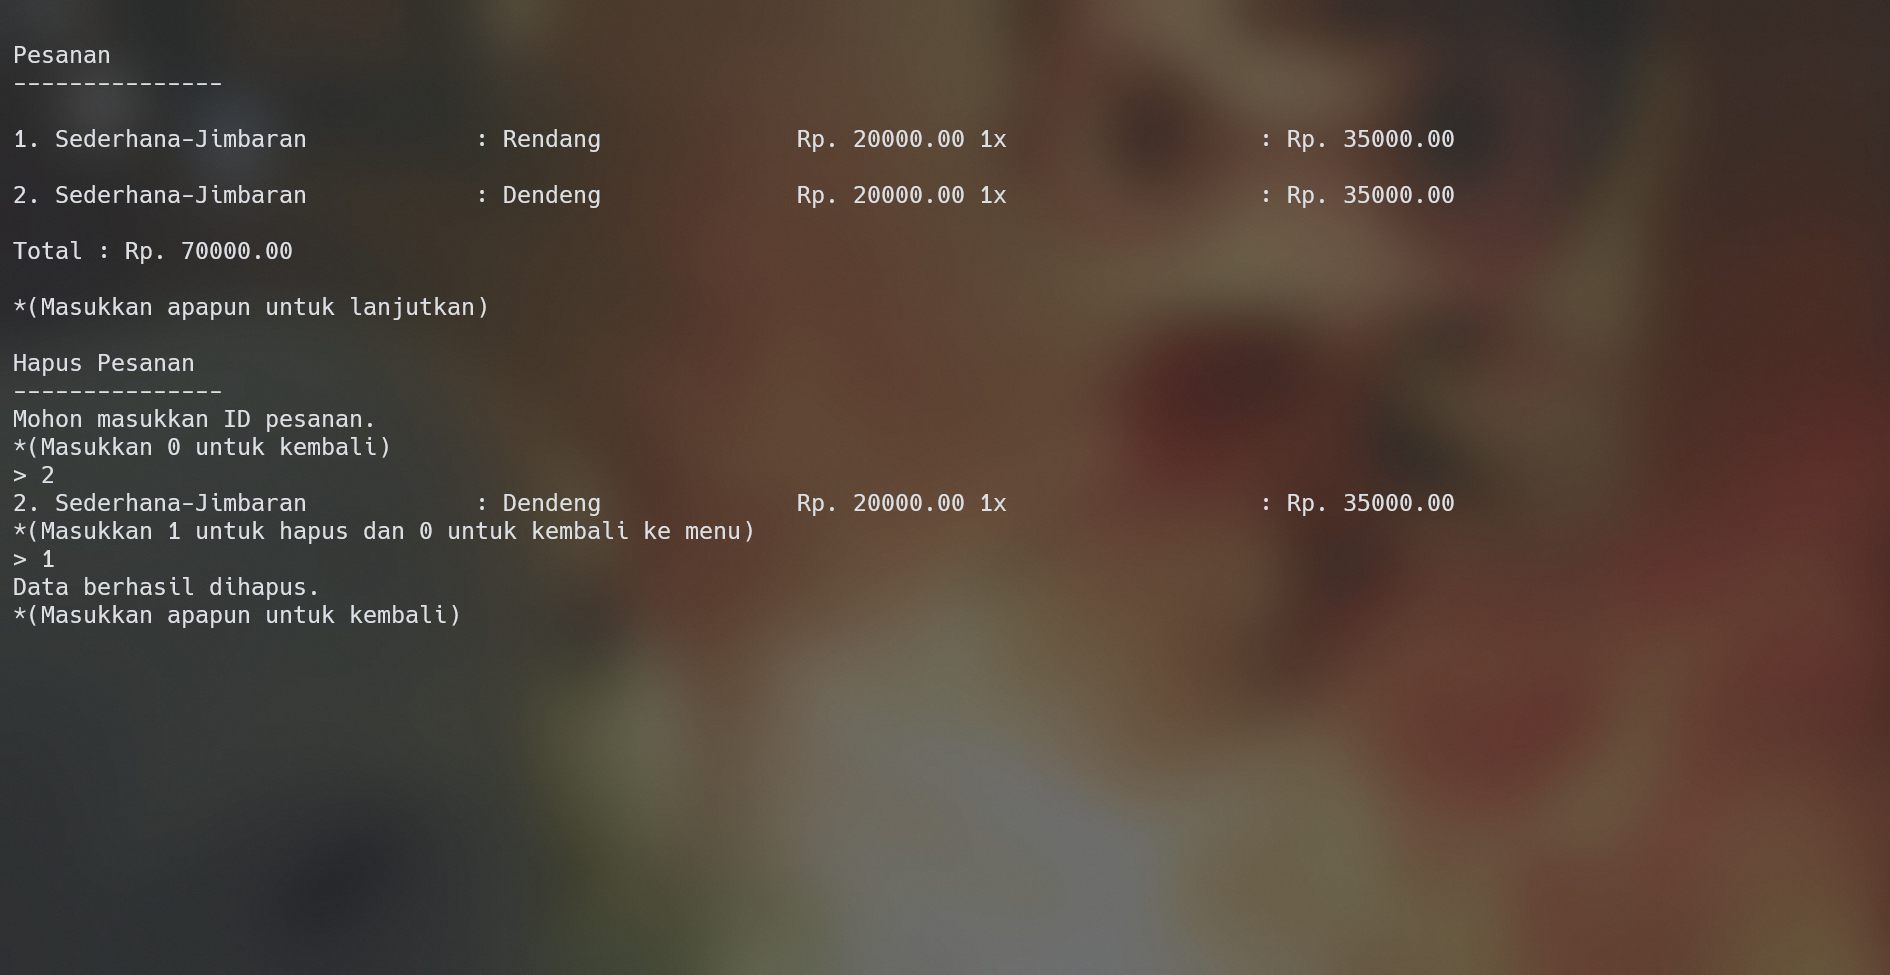 Pesanan
---------------
1. Sederhana-Jimbaran : Rendang Rp. 20000.00 1x : Rp. 35000.00
2. Sederhana-Jimbaran : Dendeng Rp. 20000.00 1x : Rp. 35000.00
Total : Rp. 70000.00
*(Masukkan apapun untuk lanjutkan)
Hapus Pesanan
---------------
Mohon masukkan ID pesanan.
*(Masukkan 0 untuk kembali)
> 2
2. Sederhana-Jimbaran : Dendeng Rp. 20000.00 1x : Rp. 35000.00
*(Masukkan 1 untuk hapus dan 0 untuk kembali ke menu)
> 1
Data berhasil dihapus.
*(Masukkan apapun untuk kembali)